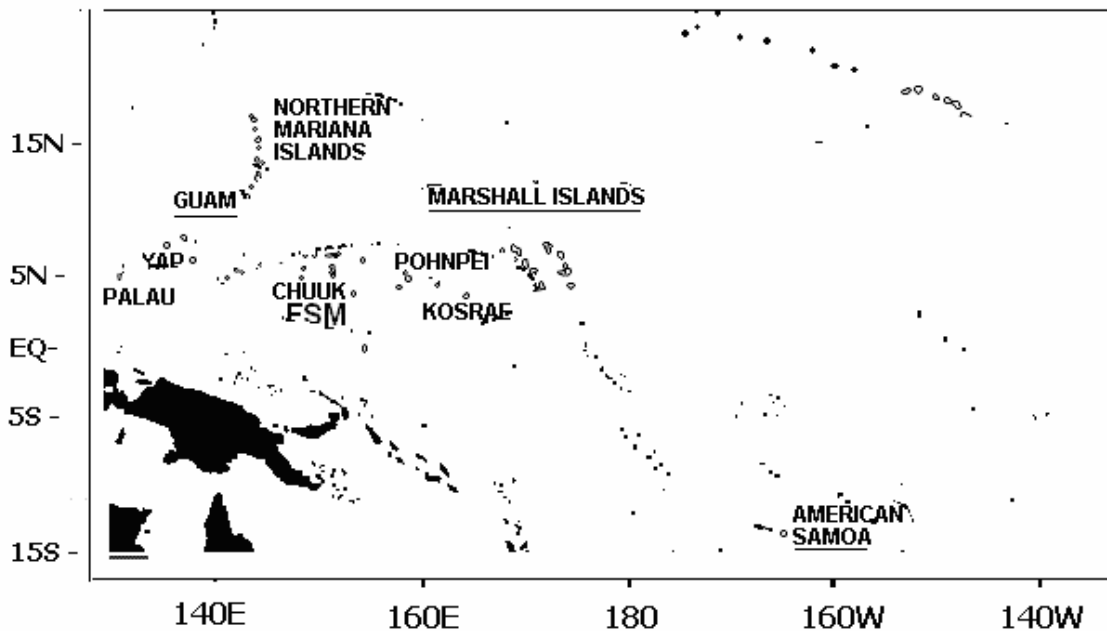 NORTHERN
MARIANA
ISLANDS
15N -
GUAM
MARSHALL ISLANDS
YAP
POHNPEI
5N -
PALAU
CHUUK
KOSRAE
FSM
EQ-
5S -
AMERICAN
SAMOA
15S -
140E
160E
180
160W
140W